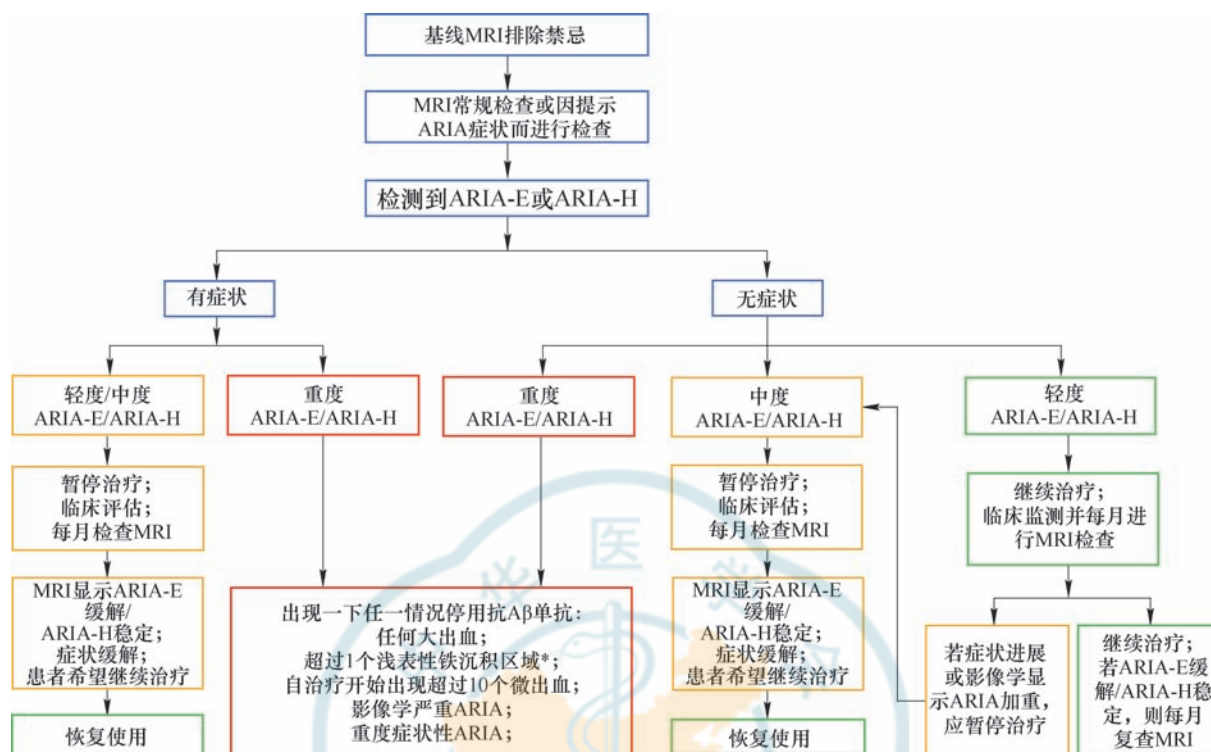 基线MRI排除禁忌
MRI常规检查或因提示
ARIA症状而进行检查
检测到ARIA-E或ARIA-H
有症状
无症状
轻度/中度
ARIA-E/ARIA-H
重度
ARIA-E/ARIA-H
重度
ARIA-E/ARIA-H
中度
ARIA-E/ARIA-H
轻度
ARIA-E/ARIA-H
暂停治疗；
临床评估；
每月检查MRI
暂停治疗；
临床评估；
每月检查MRI
继续治疗；
临床监测并每月进
行MRI检查
MRI显示ARIA-E
缓解/
ARIA-H稳定；
症状缓解；
患者希望继续治疗
出现一下任一情况停用抗Aβ单抗：
任何大出血；
超过1个浅表性铁沉积区域*；
自治疗开始出现超过10个微出血；
影像学严重ARIA；
重度症状性ARIA；
MRI显示ARIA-E
缓解/
ARIA-H稳定；
症状缓解；
患者希望继续治疗
若症状进展
或影像学显
示ARIA加重，
应暂停治疗
继续治疗；
若ARIA-E缓
解/ARIA-H稳
定，则每月
复查MRI
恢复使用
恢复使用
华医学